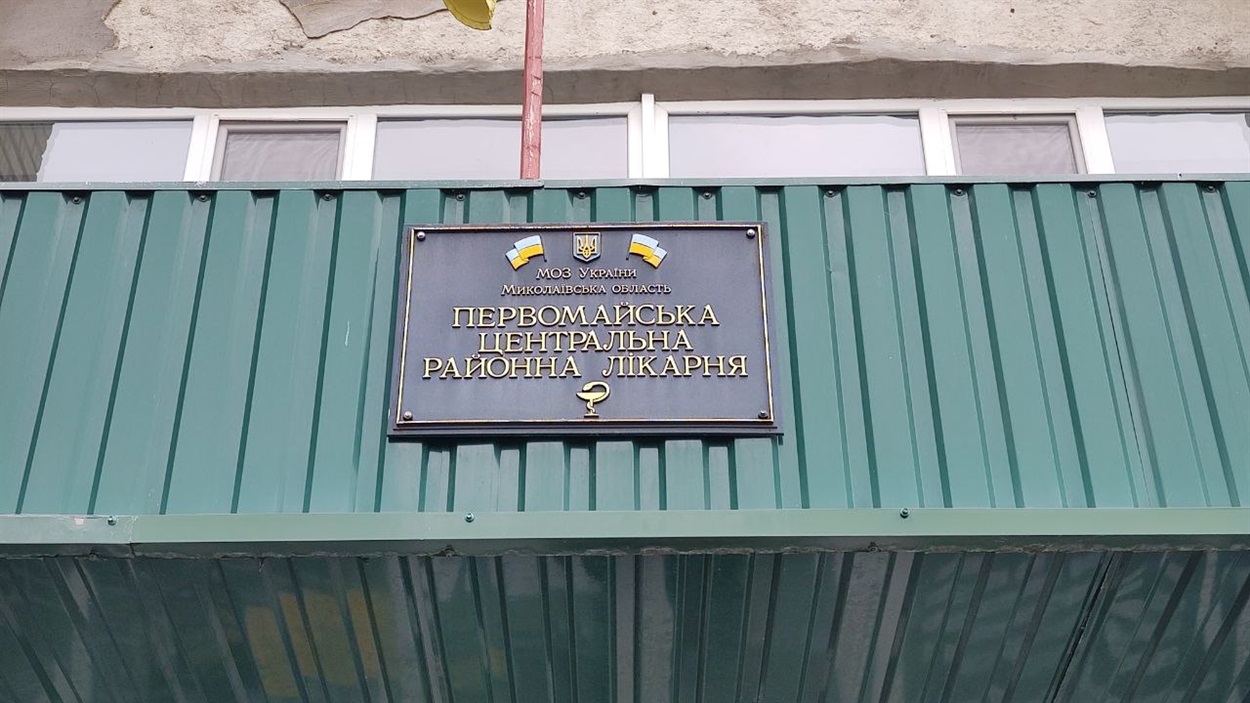 МОЗ України
Миколаївська область
ПЕРВОМАЙСЬКА
ЦЕНТРАЛЬНА
РАЙОННА ЛІКАРНЯ